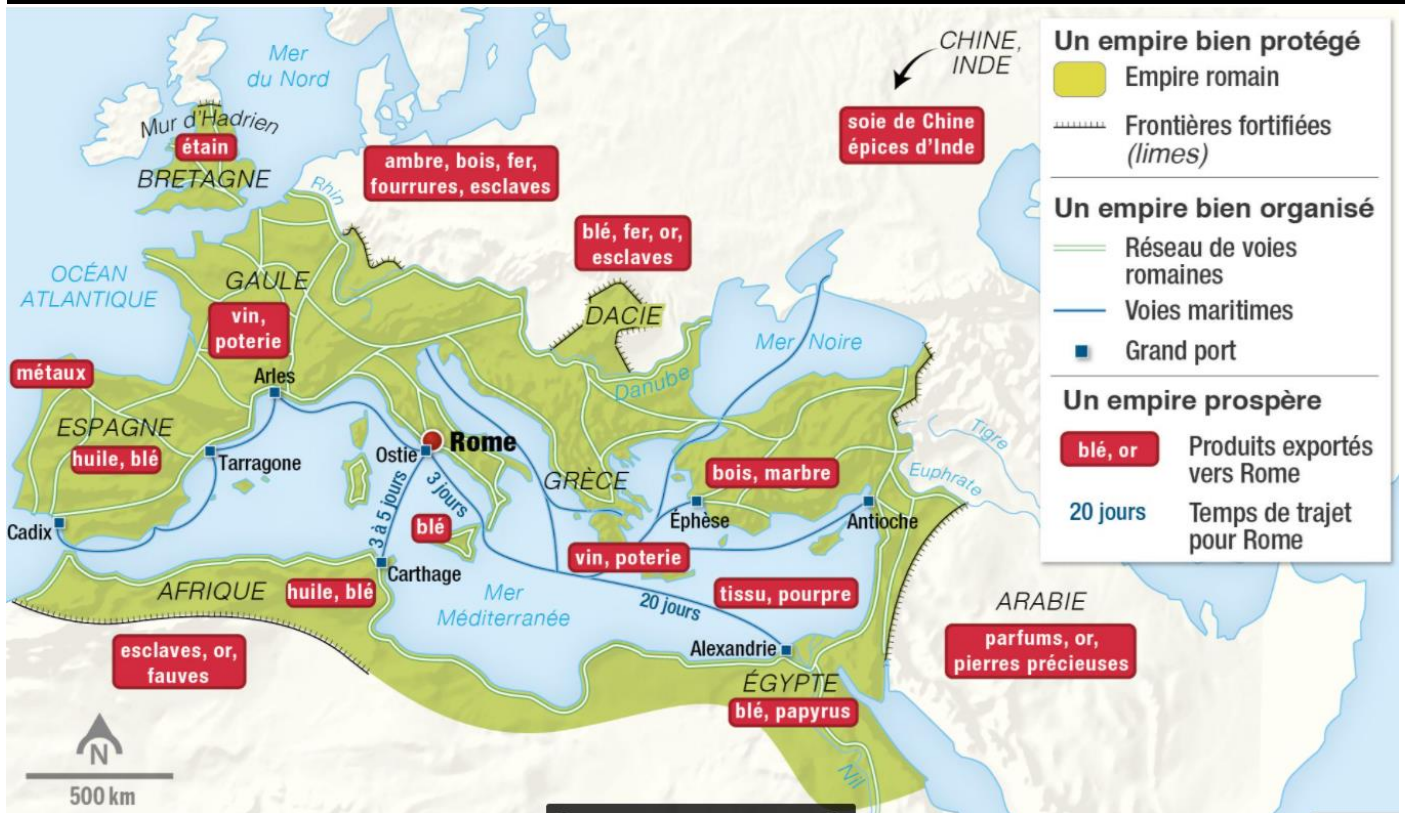 Mer
du Nord
CHINE,
INDE
Mur d'Hadrien
étain
BRETAGNE
soie de Chine
épices d'Inde
ambre, bois, fer,
fourrures, esclaves
Rhin
blé, fer, or,
esclaves
OCÉAN
ATLANTIQUE
GAULE
vin,
poterie
DACIE
Mer Noire
Danube
métaux
Arles
ESPAGNE
huile, blé
Tarragone
Ostie
Rome
GRÈCE
bois, marbre
Tigre
Euphrate
Cadix
3 à 5 jours
3 jours
blé
Éphèse
Antioche
Carthage
vin, poterie
AFRIQUE
huile, blé
Mer
Méditerranée
20 jours
tissu, pourpre
ARABIE
parfums, or,
pierres précieuses
esclaves, or,
fauves
Alexandrie
ÉGYPTE
blé, papyrus
Nil
N
500 km
Un empire bien protégé
Empire romain
Frontières fortifiées
(limes)
Un empire bien organisé
Réseau de voies
romaines
Voies maritimes
Grand port
Un empire prospère
blé, or
Produits exportés
vers Rome
20 jours
Temps de trajet
pour Rome